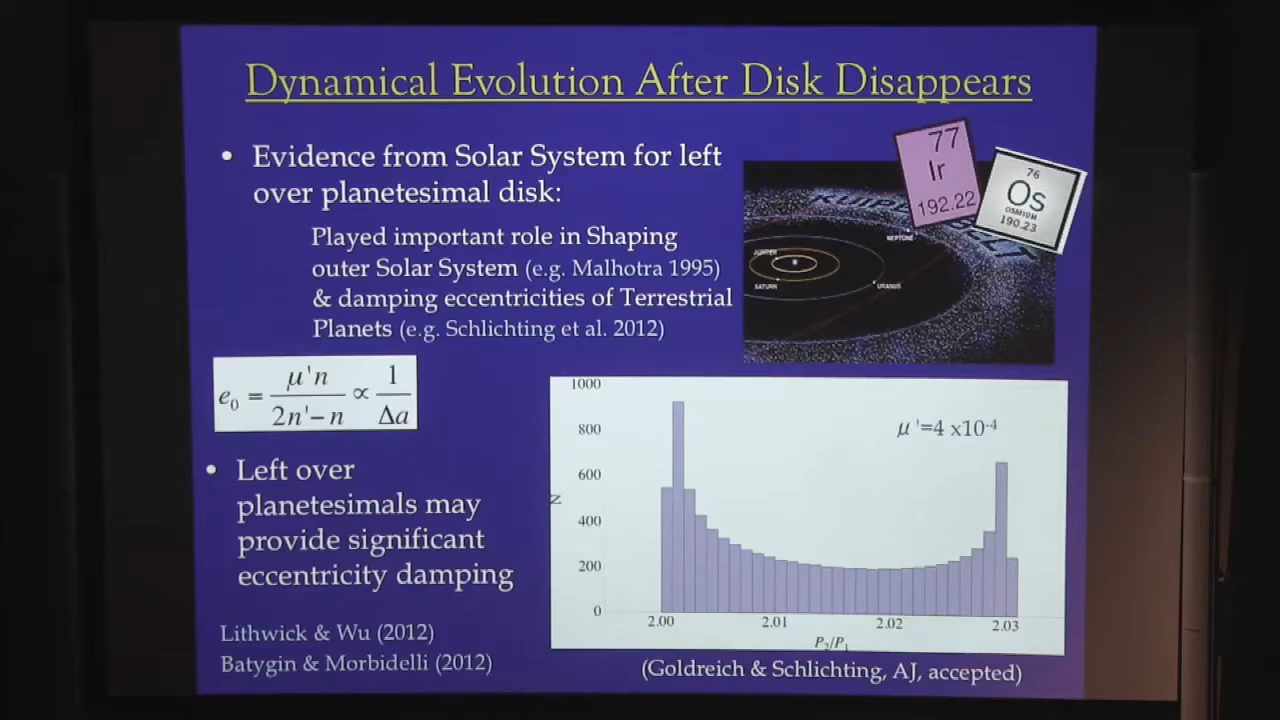 Dynamical Evolution After Disk Disappears
• Evidence from Solar System for left
over planetesimal disk:
Played important role in Shaping
outer Solar System (e.g. Malhotra 1995)
& damping eccentricities of Terrestrial
Planets (e.g. Schlichting et al. 2012)
77
Ir
192.22
76
Os
OSMIUM
190.23
KUIPER BELT
NEPTUNE
JUPITER
SATURN
URANUS
e₀ = μ'n / 2n'−n ∝ 1 / Δa
• Left over
planetesimals may
provide significant
eccentricity damping
Lithwick & Wu (2012)
Batygin & Morbidelli (2012)
1000
800
600
400
200
0
N
μ'=4 x10⁻⁴
2.00 2.01 2.02 2.03
P₂/P₁
(Goldreich & Schlichting, AJ, accepted)